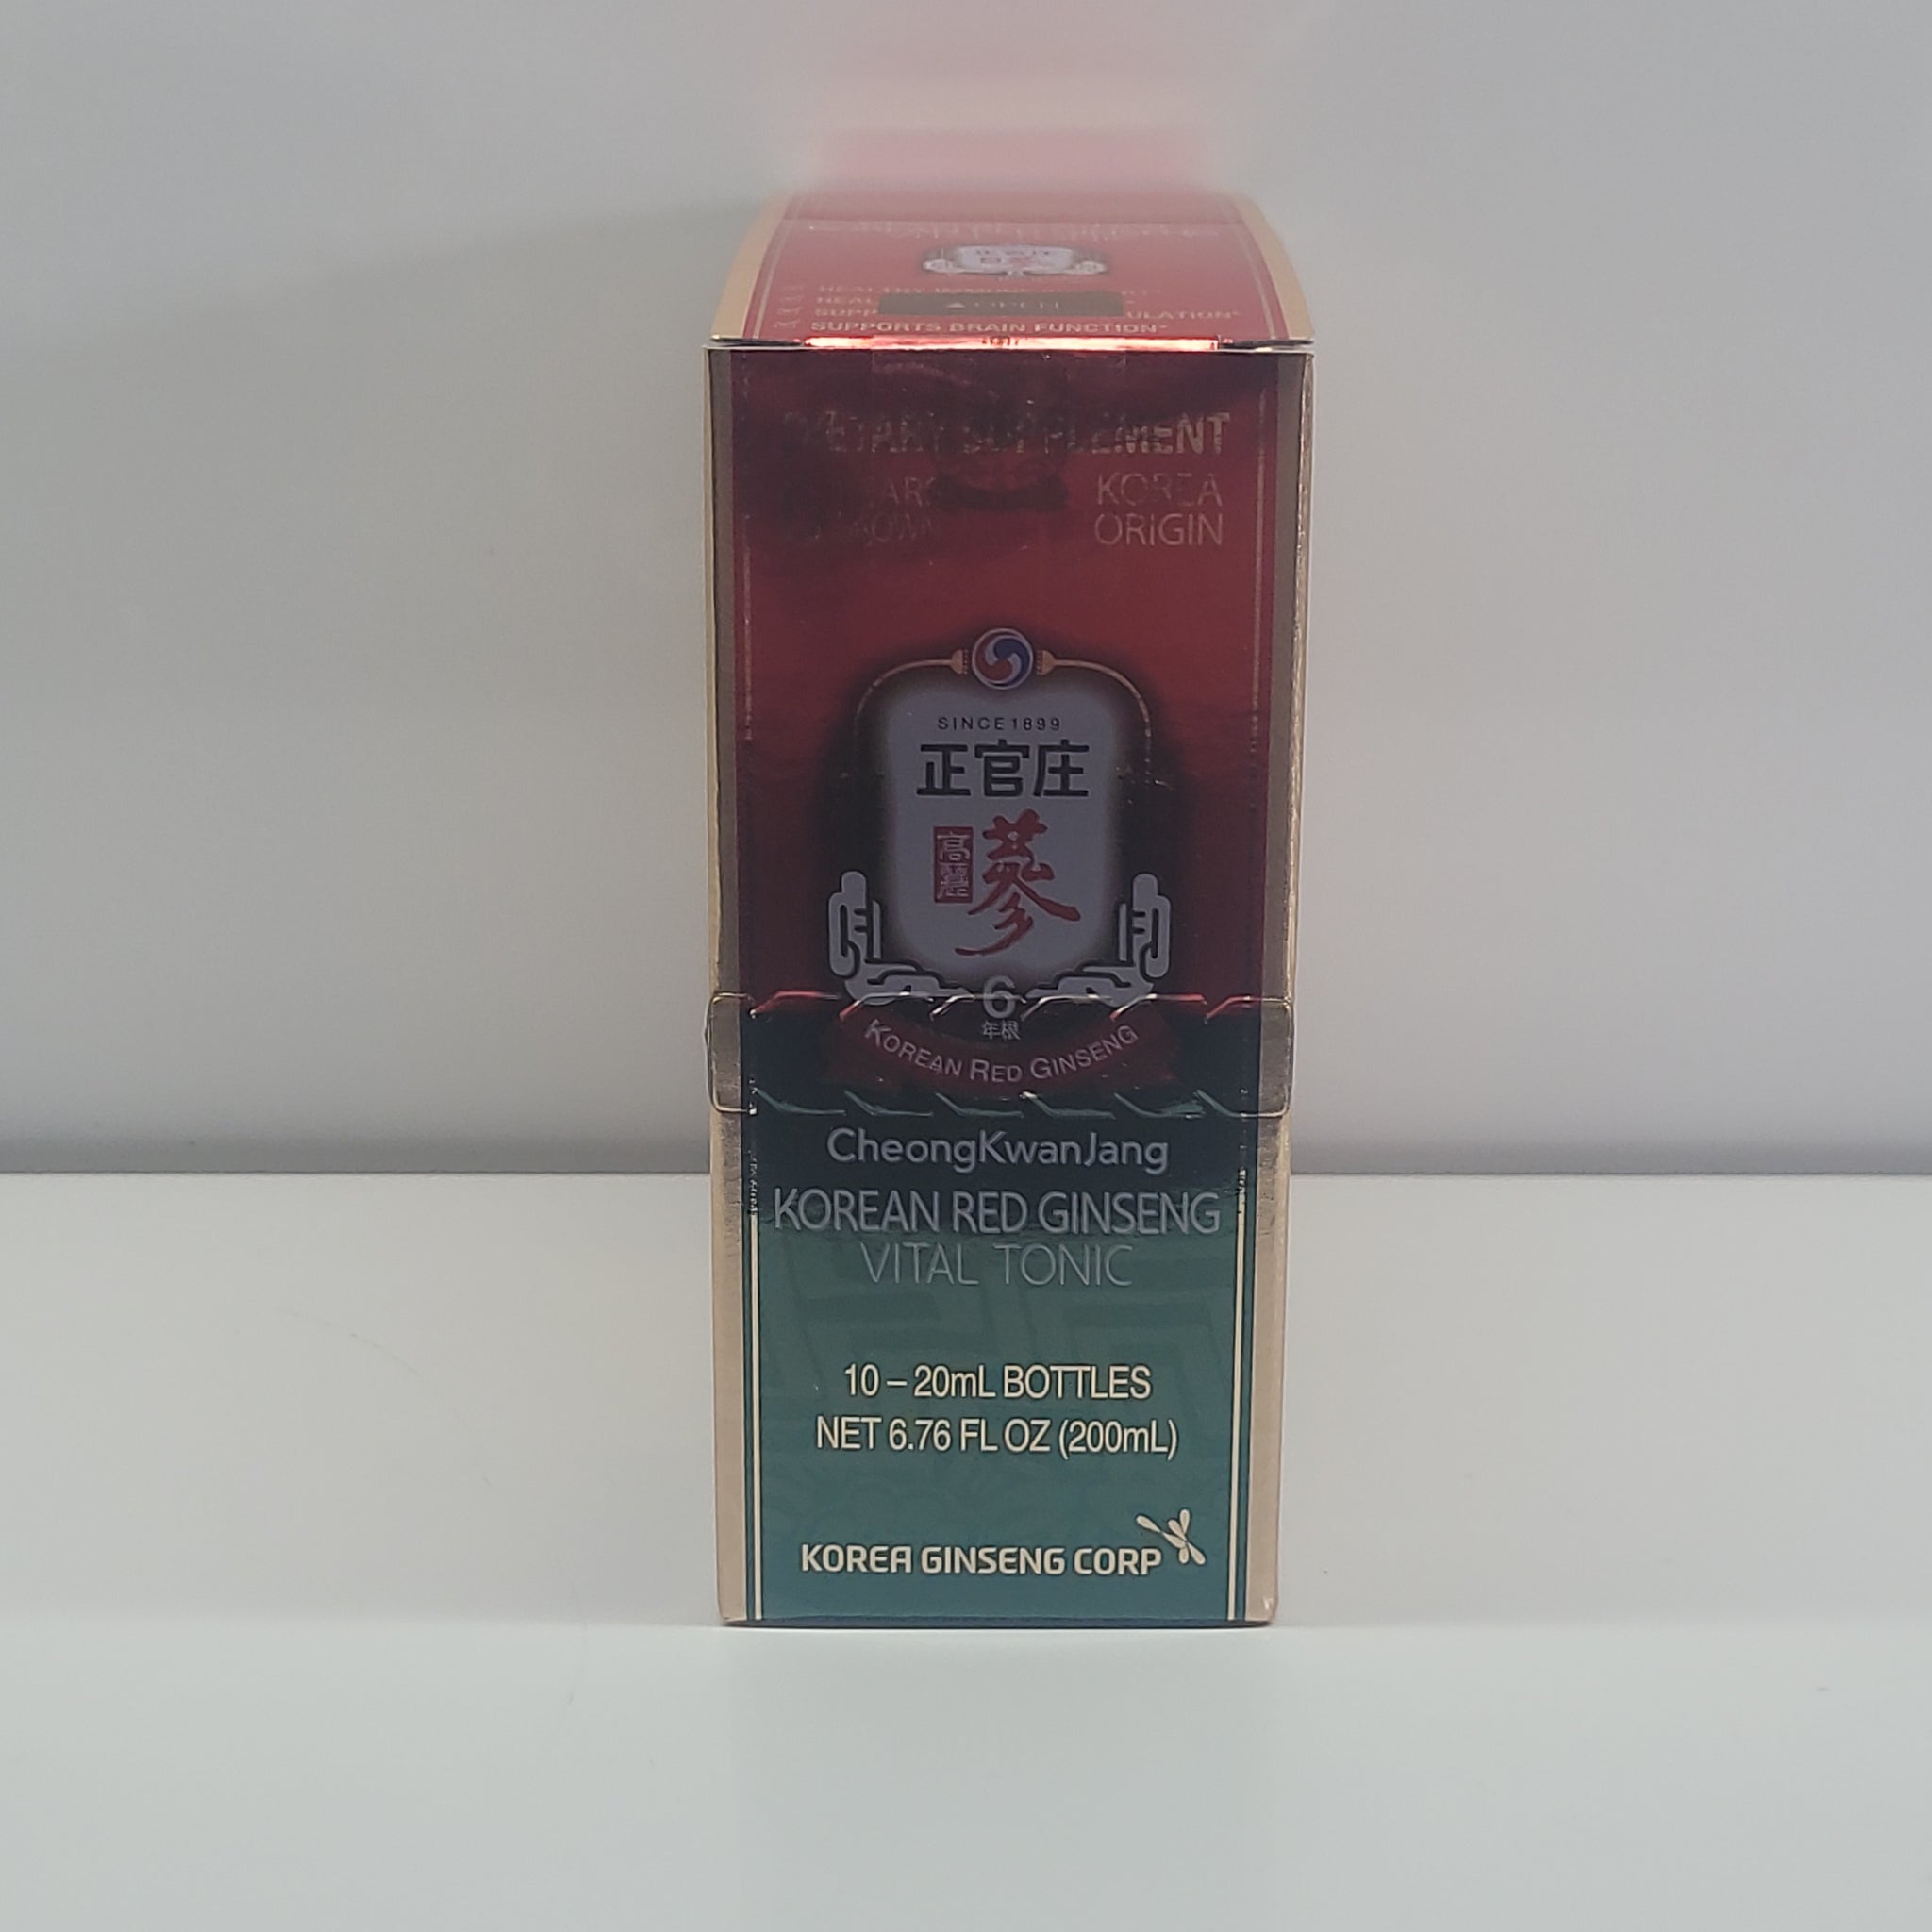 SUPPORTS BRAIN FUNCTION*
SUPPLEMENT
KOREA
ORIGIN
SINCE 1899
正官庄
高麗
蔘
6
年根
KOREAN RED GINSENG
CheongKwanJang
KOREAN RED GINSENG
VITAL TONIC
10 – 20mL BOTTLES
NET 6.76 FL OZ (200mL)
KOREA GINSENG CORP